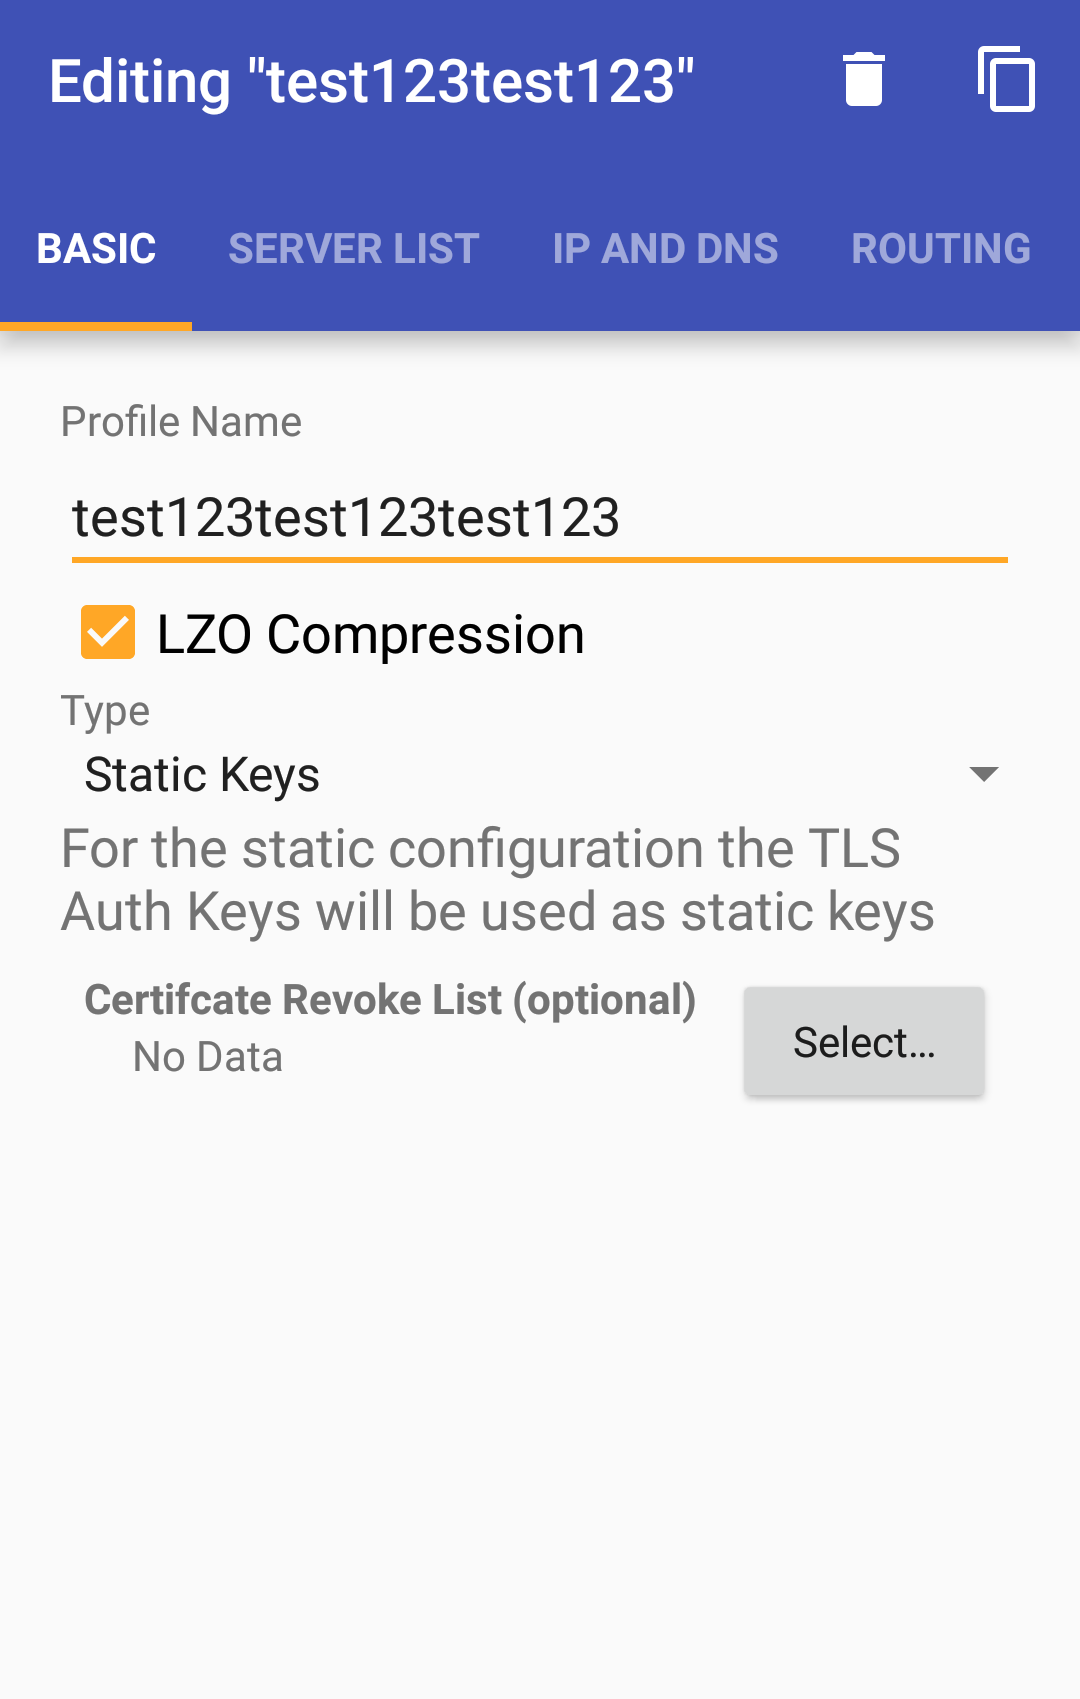 Editing "test123test123"
BASIC SERVER LIST IP AND DNS ROUTING
Profile Name
test123test123test123
LZO Compression
Type
Static Keys
For the static configuration the TLS
Auth Keys will be used as static keys
Certifcate Revoke List (optional)
No Data
Select...